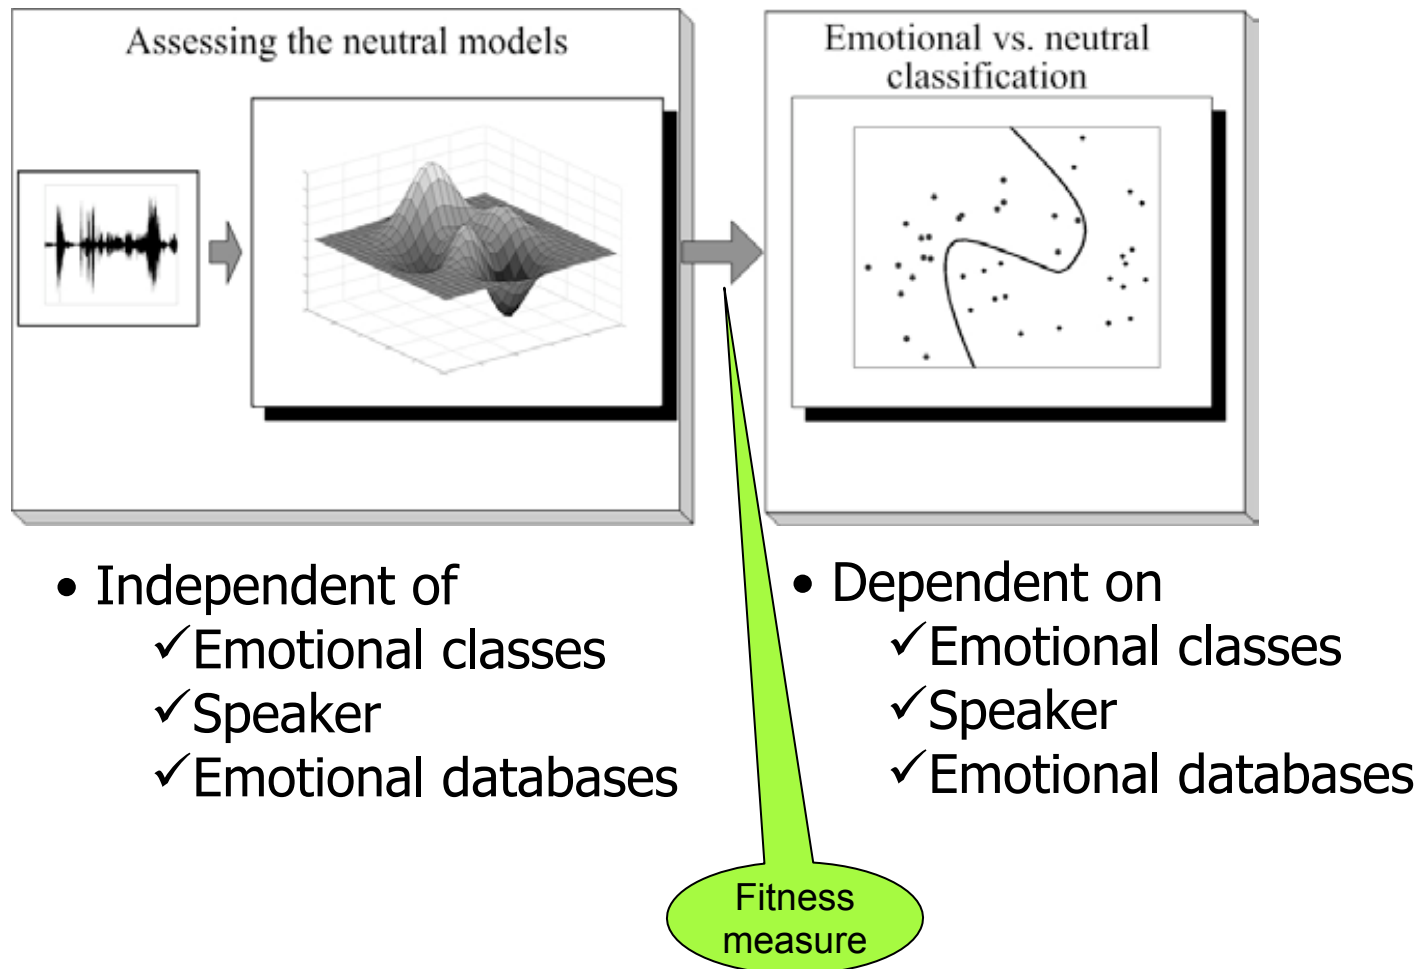 Assessing the neutral models
Emotional vs. neutral
classification
• Independent of
✓Emotional classes
✓Speaker
✓Emotional databases
• Dependent on
✓Emotional classes
✓Speaker
✓Emotional databases
Fitness
measure